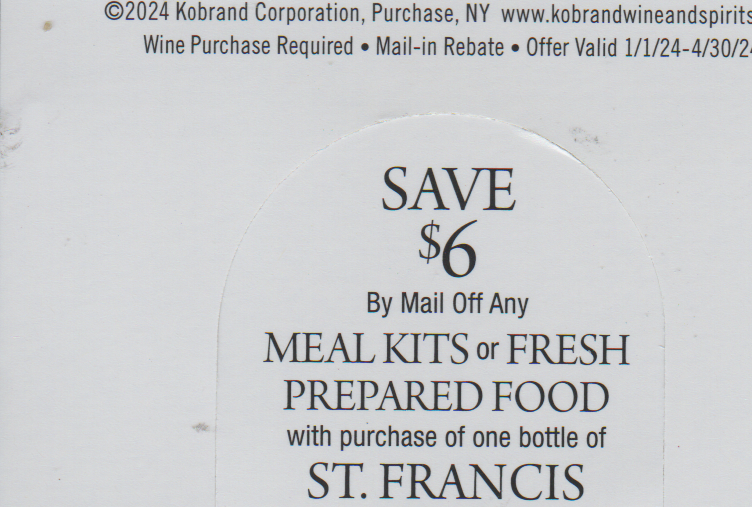 ©2024 Kobrand Corporation, Purchase, NY www.kobrandwineandspirits
Wine Purchase Required • Mail-in Rebate • Offer Valid 1/1/24-4/30/24
SAVE
$6
By Mail Off Any
MEAL KITS or FRESH
PREPARED FOOD
with purchase of one bottle of
ST. FRANCIS